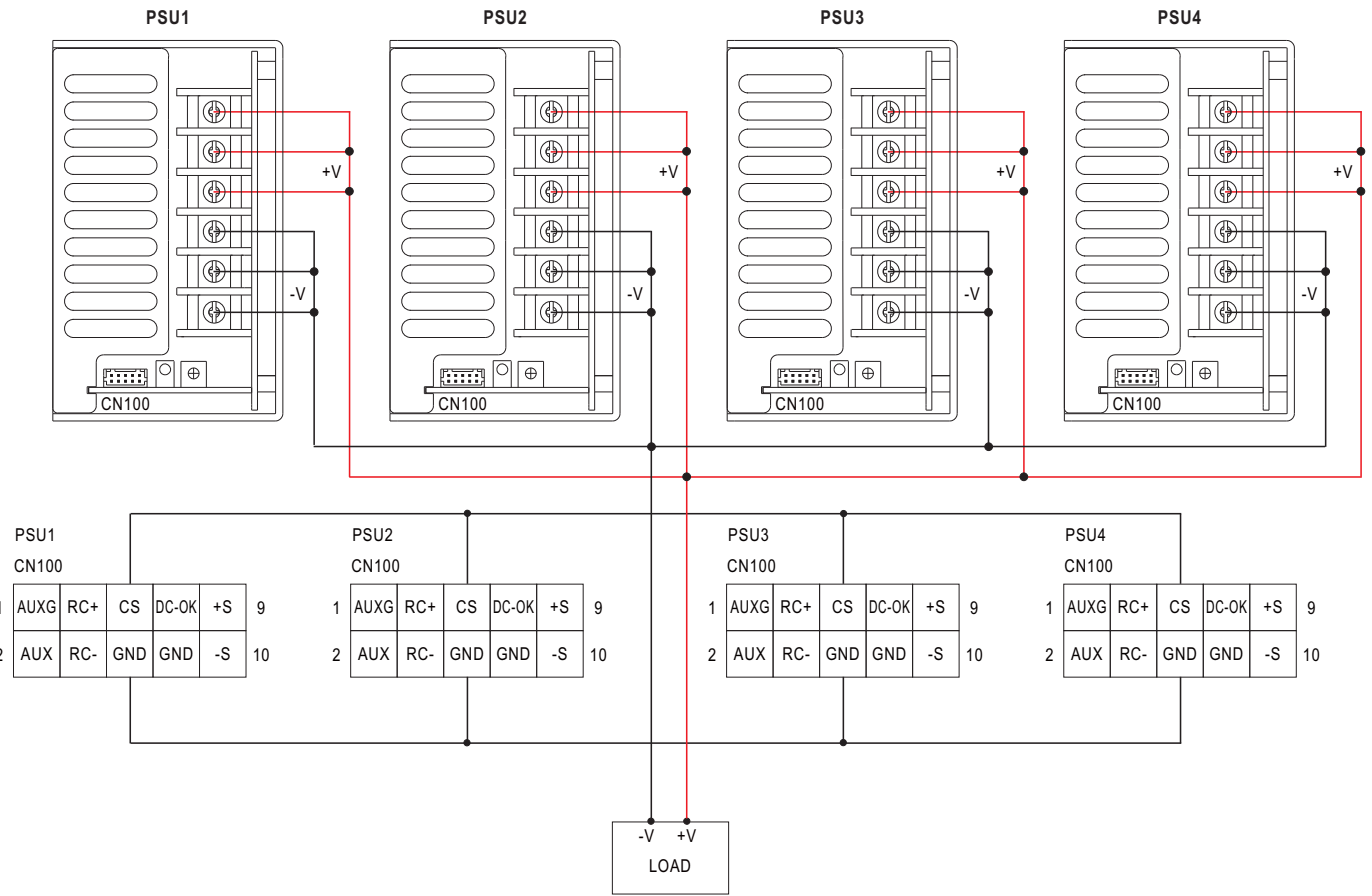 PSU1 PSU2 PSU3 PSU4
+V +V +V +V
-V -V -V -V
CN100 CN100 CN100 CN100
PSU1 PSU2 PSU3 PSU4
CN100 CN100 CN100 CN100
AUXG RC+ CS DC-OK +S 9 1 AUXG RC+ CS DC-OK +S 9 1 AUXG RC+ CS DC-OK +S 9 1 AUXG RC+ CS DC-OK +S 9
2 AUX RC- GND GND -S 10 2 AUX RC- GND GND -S 10 2 AUX RC- GND GND -S 10 2 AUX RC- GND GND -S 10
-V +V
LOAD